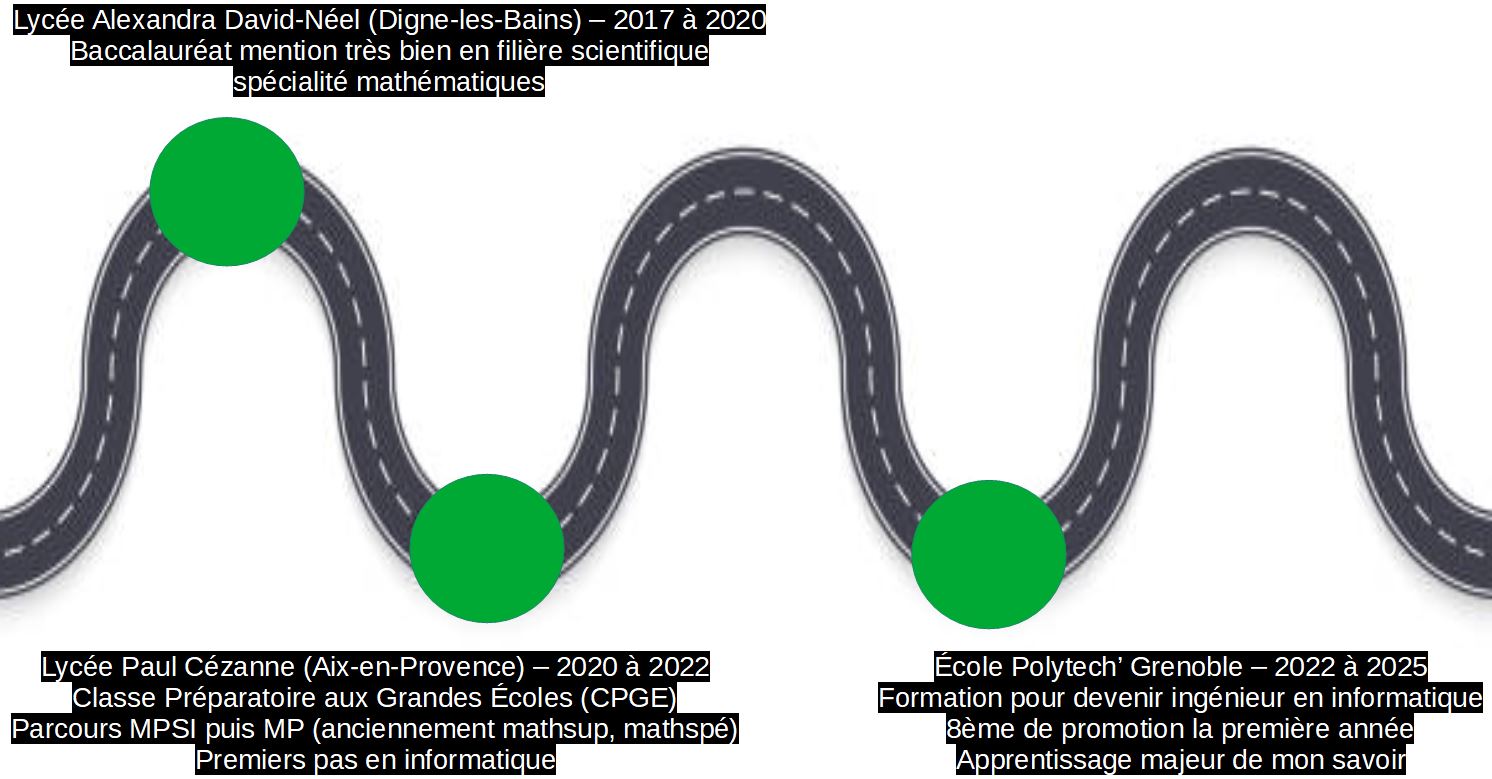 Lycée Alexandra David-Néel (Digne-les-Bains) – 2017 à 2020
Baccalauréat mention très bien en filière scientifique
spécialité mathématiques
Lycée Paul Cézanne (Aix-en-Provence) – 2020 à 2022
Classe Préparatoire aux Grandes Écoles (CPGE)
Parcours MPSI puis MP (anciennement mathsup, mathspé)
Premiers pas en informatique
École Polytech’ Grenoble – 2022 à 2025
Formation pour devenir ingénieur en informatique
8ème de promotion la première année
Apprentissage majeur de mon savoir